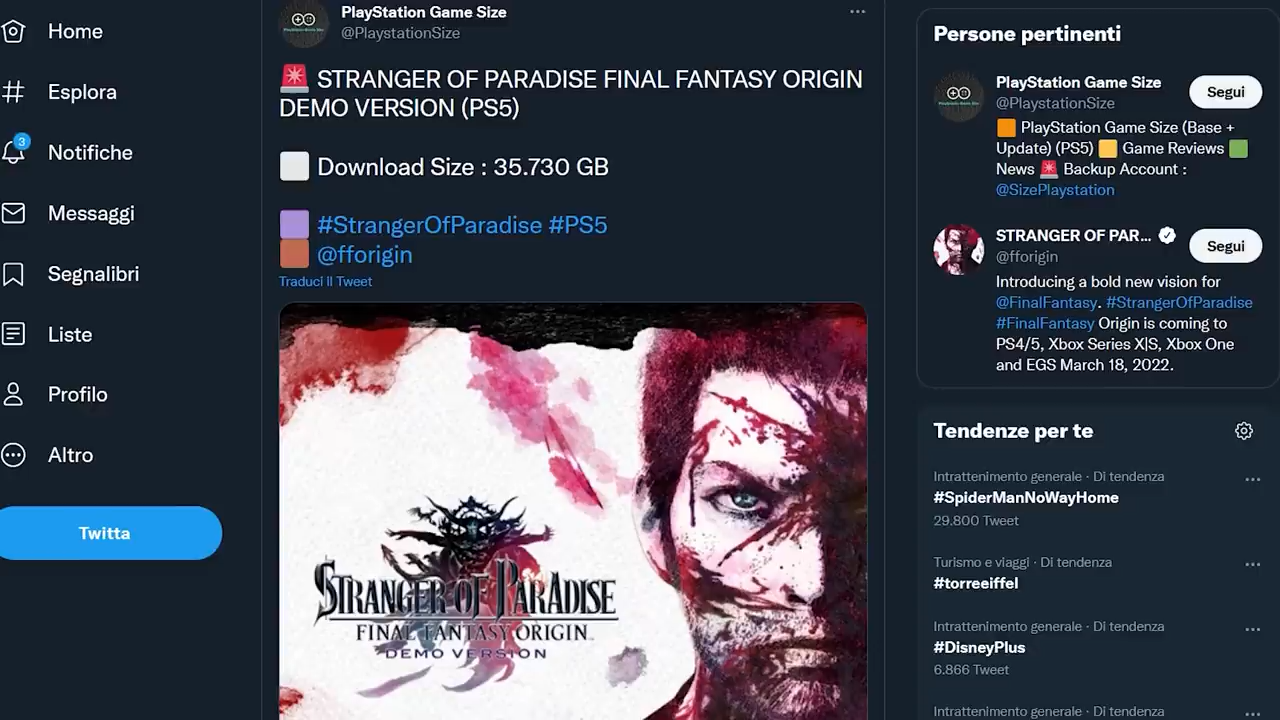 Home
Esplora
3
Notifiche
Messaggi
Segnalibri
Liste
Profilo
Altro
Twitta
PlayStation Game Size
@PlaystationSize
🚨 STRANGER OF PARADISE FINAL FANTASY ORIGIN
DEMO VERSION (PS5)
⬜ Download Size : 35.730 GB
🟪 #StrangerOfParadise #PS5
🟫 @fforigin
Traduci il Tweet
STRANGER OF PARADISE
FINAL FANTASY ORIGIN
DEMO VERSION
Persone pertinenti
PlayStation Game Size
@PlaystationSize
Segui
🟧 PlayStation Game Size (Base +
Update) (PS5) 🟨 Game Reviews 🟩
News 🚨 Backup Account :
@SizePlaystation
STRANGER OF PAR...
@fforigin
Segui
Introducing a bold new vision for
@FinalFantasy. #StrangerOfParadise
#FinalFantasy Origin is coming to
PS4/5, Xbox Series X|S, Xbox One
and EGS March 18, 2022.
Tendenze per te
Intrattenimento generale · Di tendenza
#SpiderManNoWayHome
29.800 Tweet
Turismo e viaggi · Di tendenza
#torreeiffel
Intrattenimento generale · Di tendenza
#DisneyPlus
6.866 Tweet
Intrattenimento generale · Di tendenza